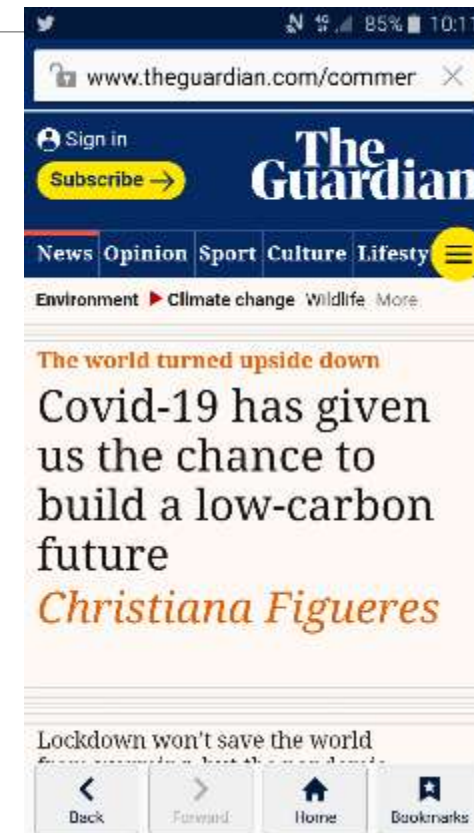 85% 10:11
www.theguardian.com/commer
Sign in
The
Guardian
Subscribe →
News Opinion Sport Culture Lifesty
Environment Climate change Wildlife More
The world turned upside down
Covid-19 has given
us the chance to
build a low-carbon
future
Christiana Figueres
Lockdown won't save the world
Back Forward Home Bookmarks